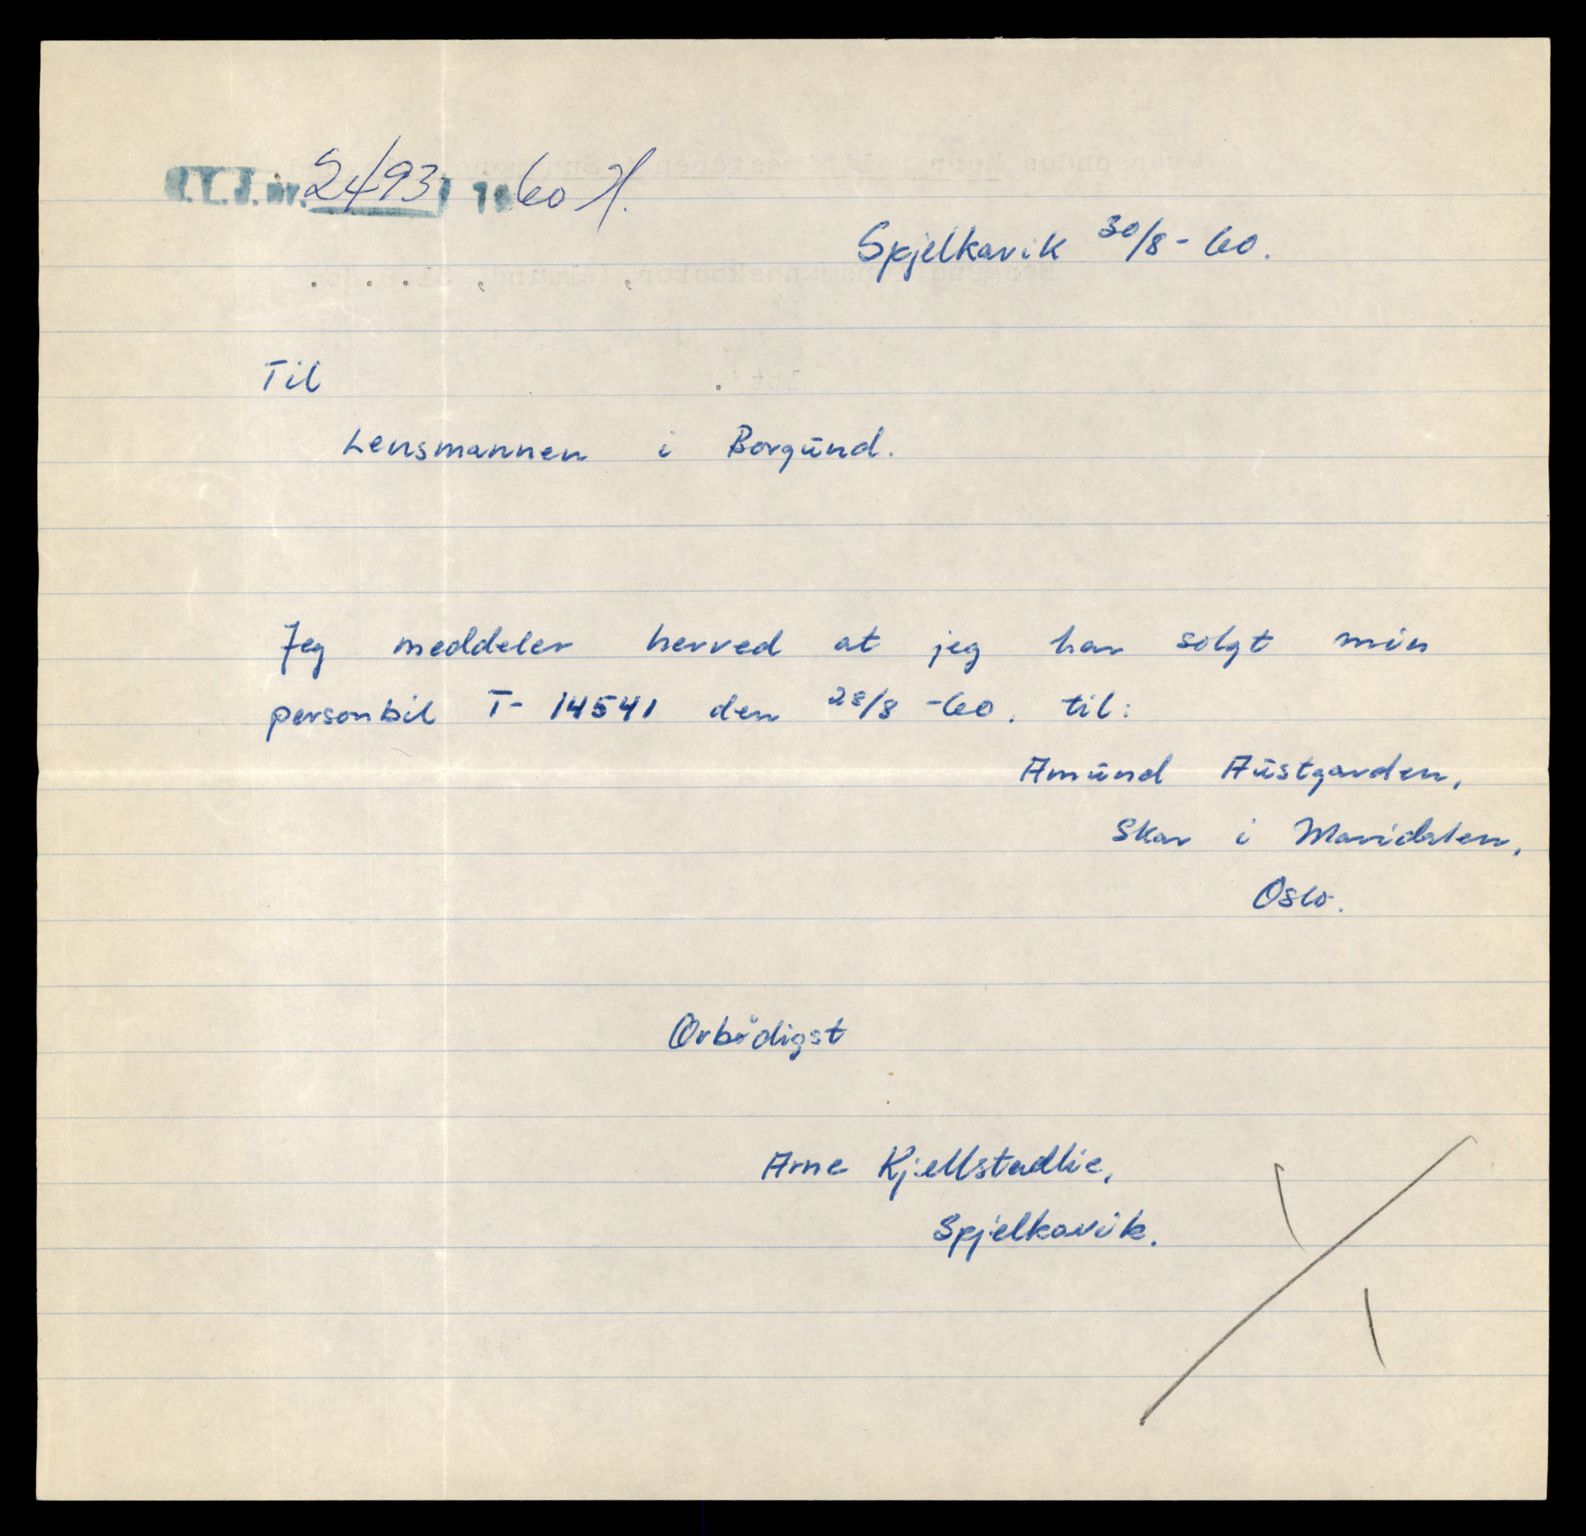 nr. 2493 1960 H.
Spjelkavik 30/8 - 60.
Til
Lensmannen i Borgund.
Jeg meddeler herved at jeg har solgt min
personbil T- 14541 den 28/8 -60. til:
Amund Austgarden,
Skar i Maridalen,
Oslo.
Orbødigst
Arne Kjellstadlie,
Spjelkavik.